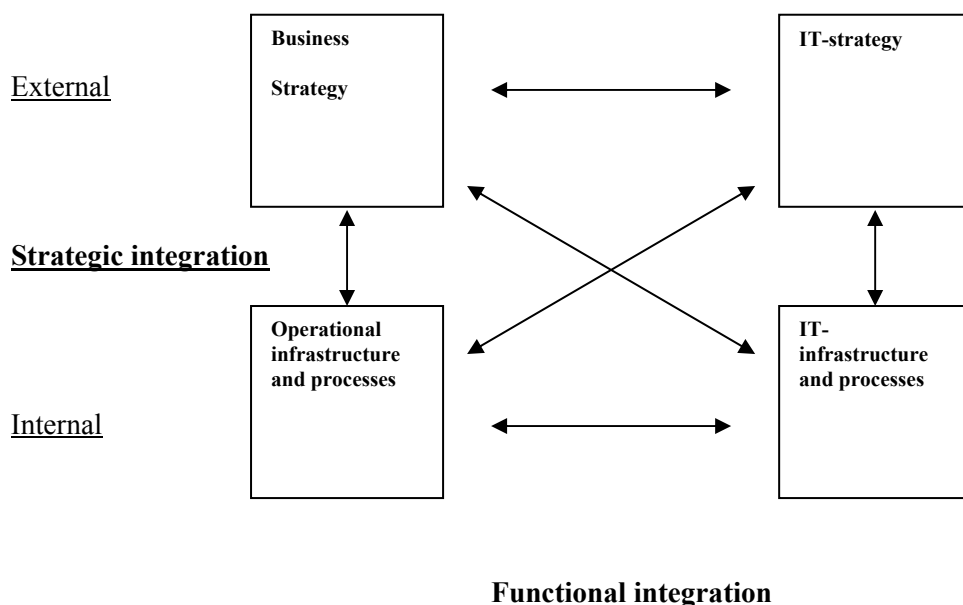 Business
Strategy
IT-strategy
External
Strategic integration
Operational
infrastructure
and processes
IT-
infrastructure
and processes
Internal
Functional integration